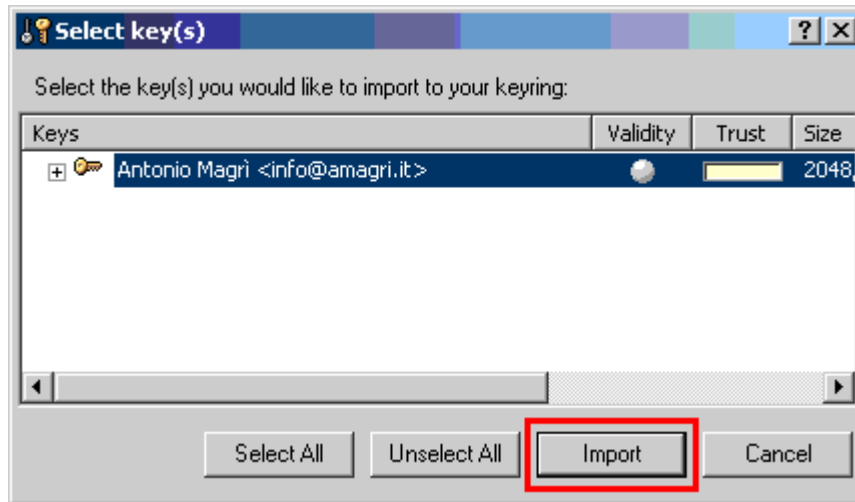 Select key(s)
Select the key(s) you would like to import to your keyring:
Keys Validity Trust Size
Antonio Magrì <info@amagri.it> 2048,
Select All Unselect All Import Cancel